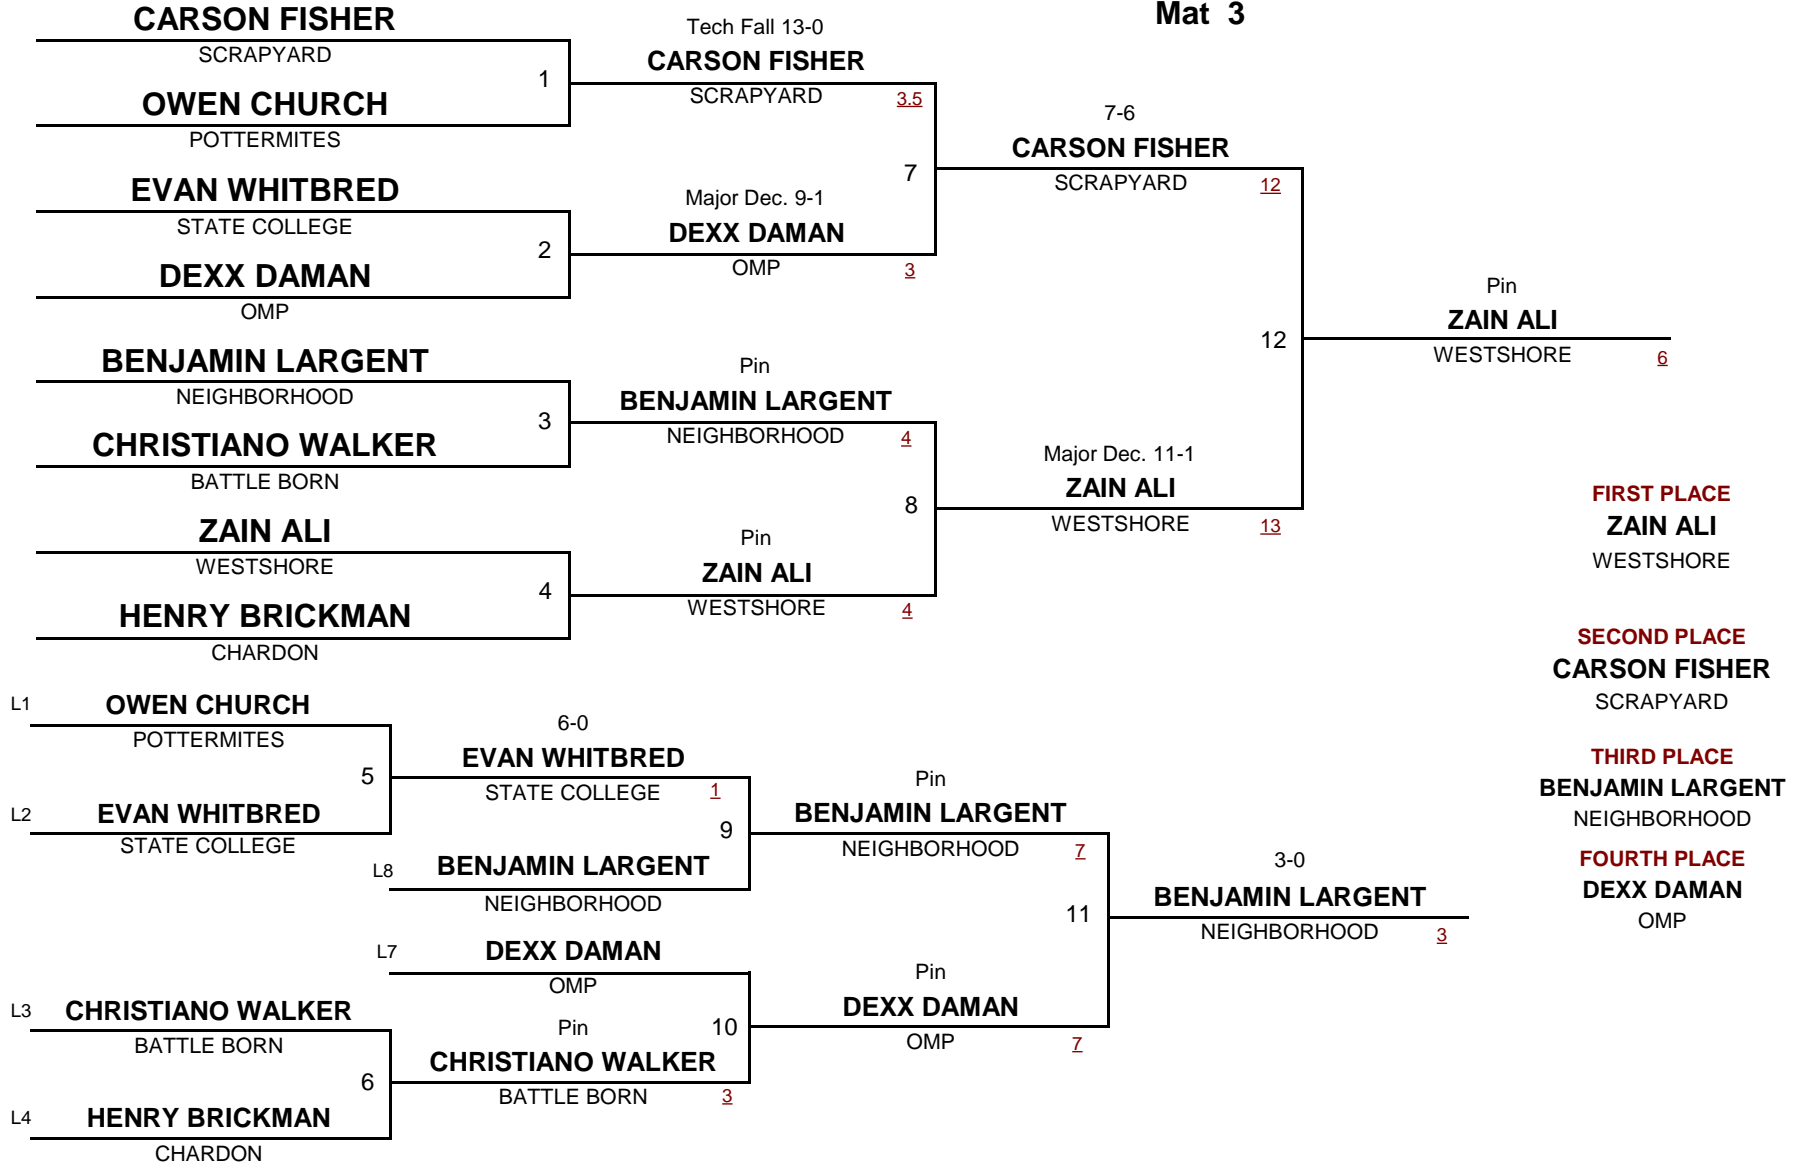 Mat 3
CARSON FISHER
SCRAPYARD
1
OWEN CHURCH
POTTERMITES
EVAN WHITBRED
STATE COLLEGE
2
DEXX DAMAN
OMP
BENJAMIN LARGENT
NEIGHBORHOOD
3
CHRISTIANO WALKER
BATTLE BORN
ZAIN ALI
WESTSHORE
4
HENRY BRICKMAN
CHARDON
Tech Fall 13-0
CARSON FISHER
SCRAPYARD 3.5
7
Major Dec. 9-1
DEXX DAMAN
OMP 3
Pin
BENJAMIN LARGENT
NEIGHBORHOOD 4
8
Pin
ZAIN ALI
WESTSHORE 4
7-6
CARSON FISHER
SCRAPYARD 12
12
Major Dec. 11-1
ZAIN ALI
WESTSHORE 13
Pin
ZAIN ALI
WESTSHORE 6
L1 OWEN CHURCH
POTTERMITES
5
L2 EVAN WHITBRED
STATE COLLEGE
L3 CHRISTIANO WALKER
BATTLE BORN
6
L4 HENRY BRICKMAN
CHARDON
6-0
EVAN WHITBRED
STATE COLLEGE 1
9
L8 BENJAMIN LARGENT
NEIGHBORHOOD
L7 DEXX DAMAN
OMP
Pin 10
CHRISTIANO WALKER
BATTLE BORN 3
Pin
BENJAMIN LARGENT
NEIGHBORHOOD 7
11
Pin
DEXX DAMAN
OMP 7
3-0
BENJAMIN LARGENT
NEIGHBORHOOD 3
FIRST PLACE
ZAIN ALI
WESTSHORE
SECOND PLACE
CARSON FISHER
SCRAPYARD
THIRD PLACE
BENJAMIN LARGENT
NEIGHBORHOOD
FOURTH PLACE
DEXX DAMAN
OMP